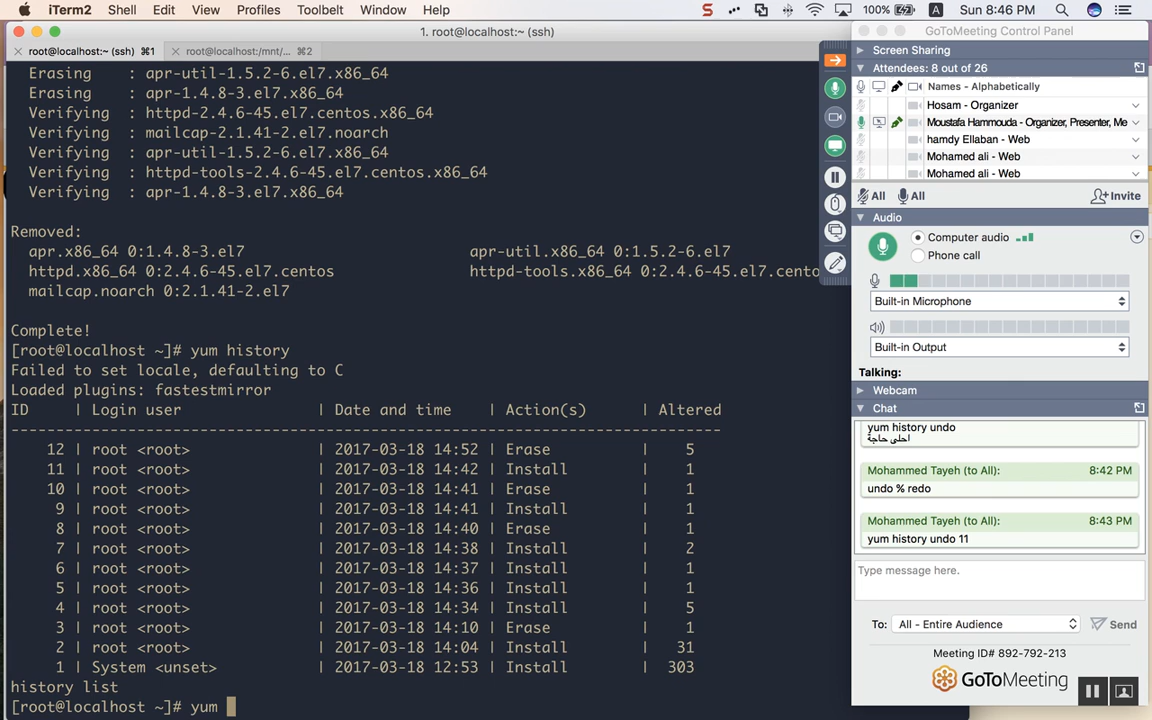 iTerm2 Shell Edit View Profiles Toolbelt Window Help 100% A Sun 8:46 PM
1. root@localhost:~ (ssh)
root@localhost:~ (ssh) ⌘1 root@localhost:/mnt/... ⌘2
Erasing : apr-util-1.5.2-6.el7.x86_64
Erasing : apr-1.4.8-3.el7.x86_64
Verifying : httpd-2.4.6-45.el7.centos.x86_64
Verifying : mailcap-2.1.41-2.el7.noarch
Verifying : apr-util-1.5.2-6.el7.x86_64
Verifying : httpd-tools-2.4.6-45.el7.centos.x86_64
Verifying : apr-1.4.8-3.el7.x86_64
Removed:
apr.x86_64 0:1.4.8-3.el7 apr-util.x86_64 0:1.5.2-6.el7
httpd.x86_64 0:2.4.6-45.el7.centos httpd-tools.x86_64 0:2.4.6-45.el7.cento
mailcap.noarch 0:2.1.41-2.el7
Complete!
[root@localhost ~]# yum history
Failed to set locale, defaulting to C
Loaded plugins: fastestmirror
ID | Login user | Date and time | Action(s) | Altered
-------------------------------------------------------------------------------
12 | root <root> | 2017-03-18 14:52 | Erase | 5
11 | root <root> | 2017-03-18 14:42 | Install | 1
10 | root <root> | 2017-03-18 14:41 | Erase | 1
9 | root <root> | 2017-03-18 14:41 | Install | 1
8 | root <root> | 2017-03-18 14:40 | Erase | 1
7 | root <root> | 2017-03-18 14:38 | Install | 2
6 | root <root> | 2017-03-18 14:37 | Install | 1
5 | root <root> | 2017-03-18 14:36 | Install | 1
4 | root <root> | 2017-03-18 14:34 | Install | 5
3 | root <root> | 2017-03-18 14:10 | Erase | 1
2 | root <root> | 2017-03-18 14:04 | Install | 31
1 | System <unset> | 2017-03-18 12:53 | Install | 303
history list
[root@localhost ~]# yum
GoToMeeting Control Panel
Screen Sharing
Attendees: 8 out of 26
Names - Alphabetically
Hosam - Organizer
Moustafa Hammouda - Organizer, Presenter, Me
hamdy Ellaban - Web
Mohamed ali - Web
Mohamed ali - Web
All All Invite
Audio
Computer audio
Phone call
Built-in Microphone
Built-in Output
Talking:
Webcam
Chat
yum history undo
احلى حاجة
Mohammed Tayeh (to All): 8:42 PM
undo % redo
Mohammed Tayeh (to All): 8:43 PM
yum history undo 11
Type message here.
To: All - Entire Audience Send
Meeting ID# 892-792-213
GoToMeeting